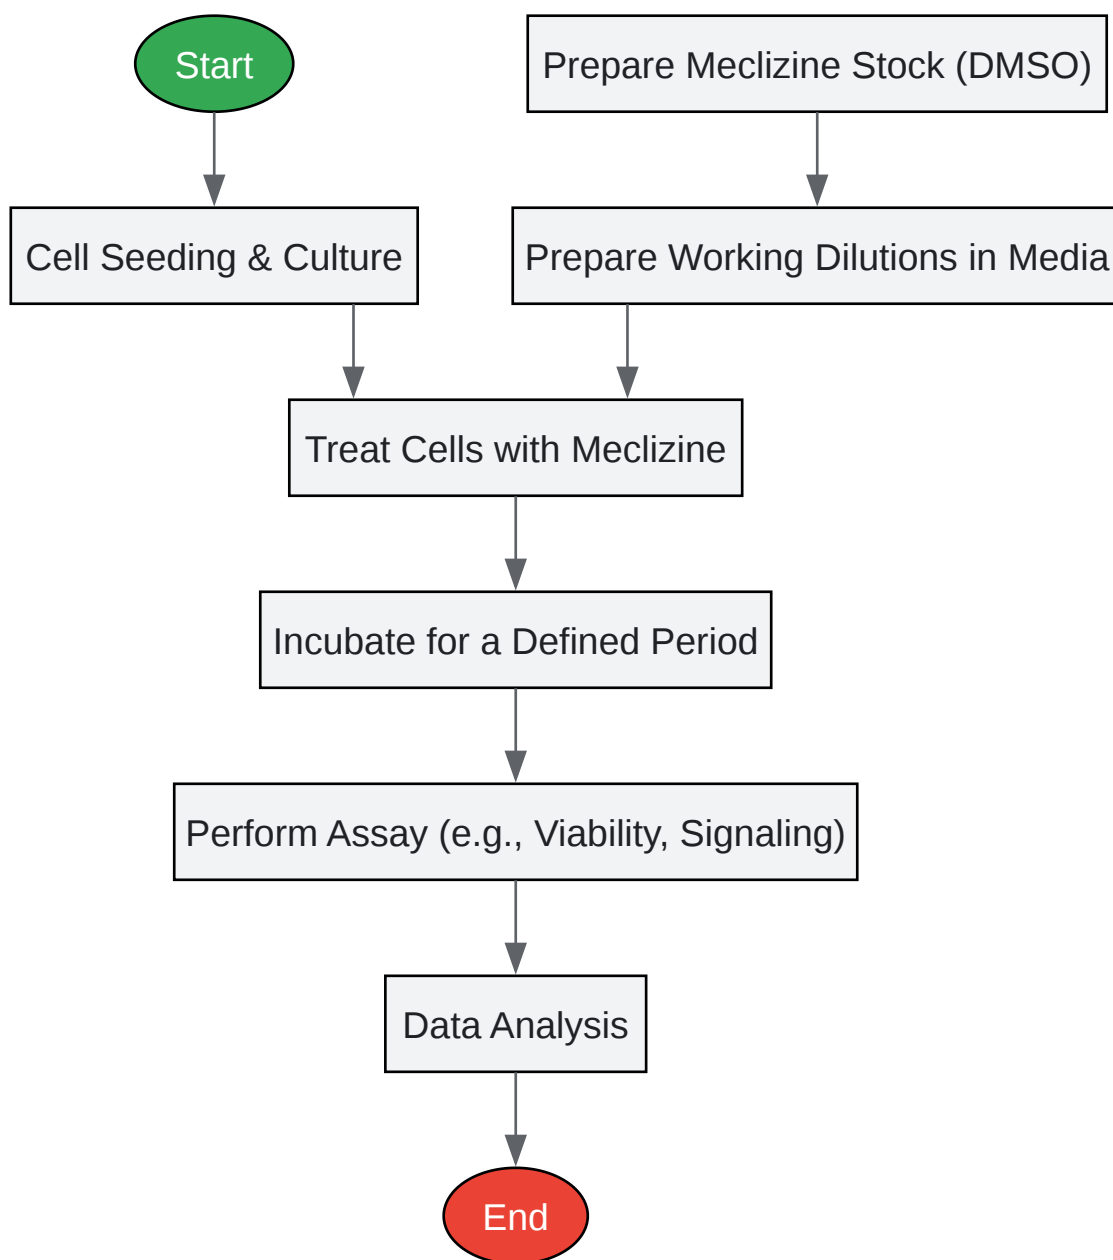 Start
Prepare Meclizine Stock (DMSO)
Cell Seeding & Culture
Prepare Working Dilutions in Media
Treat Cells with Meclizine
Incubate for a Defined Period
Perform Assay (e.g., Viability, Signaling)
Data Analysis
End